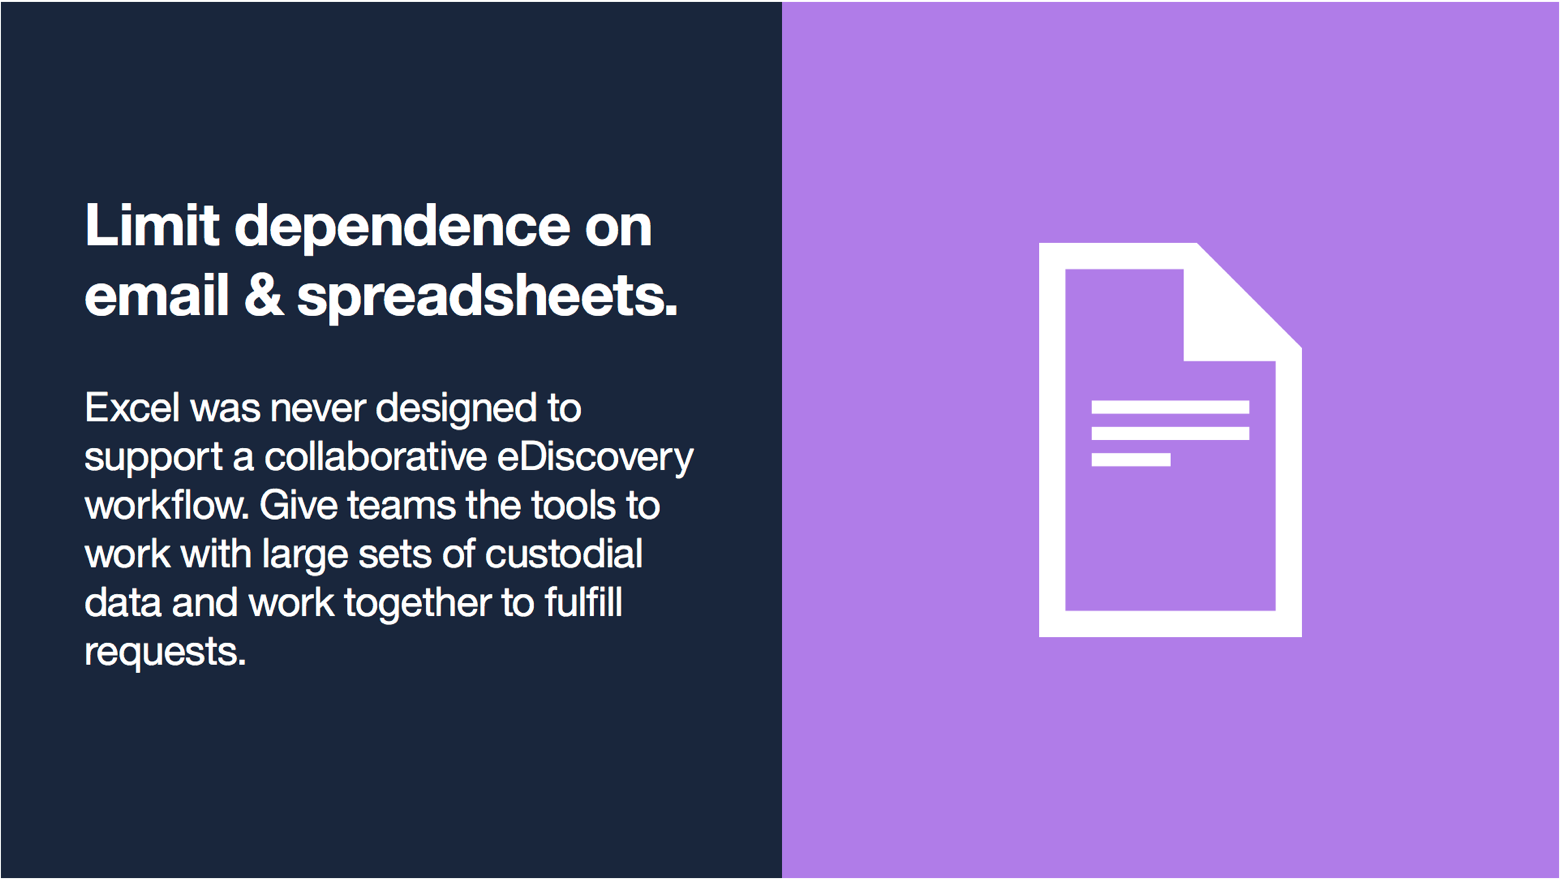 Limit dependence on
email & spreadsheets.
Excel was never designed to
support a collaborative eDiscovery
workflow. Give teams the tools to
work with large sets of custodial
data and work together to fulfill
requests.